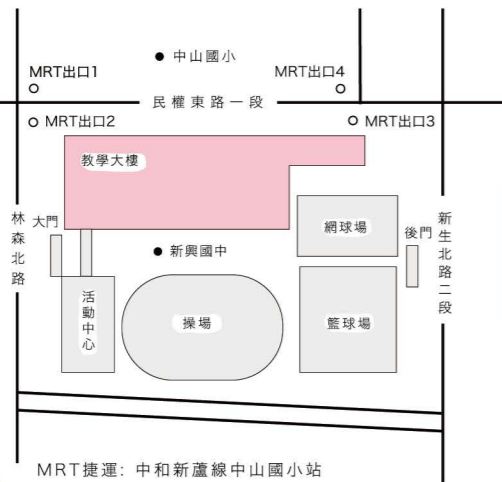 中山國小
MRT出口1
MRT出口4
民權東路一段
MRT出口2
MRT出口3
教學大樓
林森北路
大門
網球場
後門
新生北路二段
新興國中
活動中心
操場
籃球場
MRT捷運: 中和新蘆線中山國小站